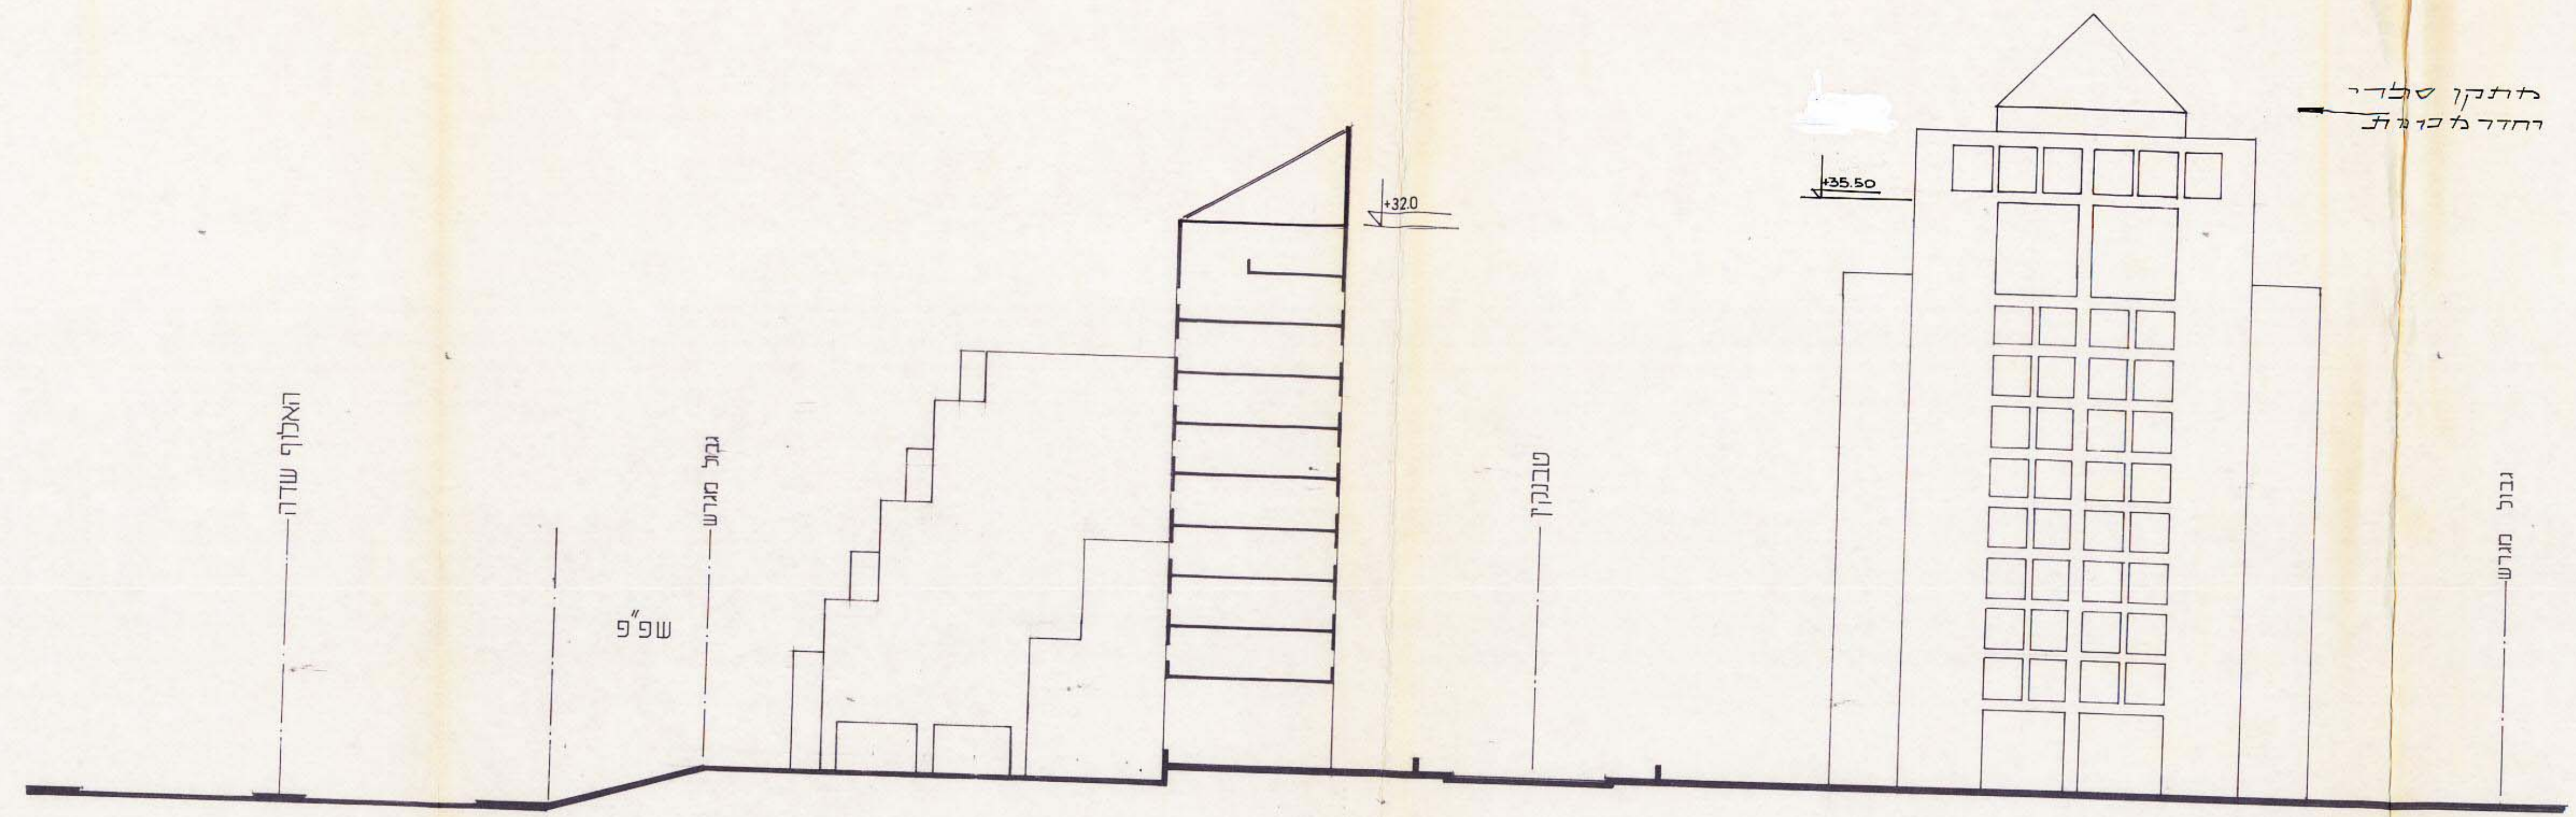 מתקן סולרי
וחדר מכונות
+35.50
+32.0
האלוף שדה
גבול מגרש
שפ"פ
טבנקין
גבול מגרש